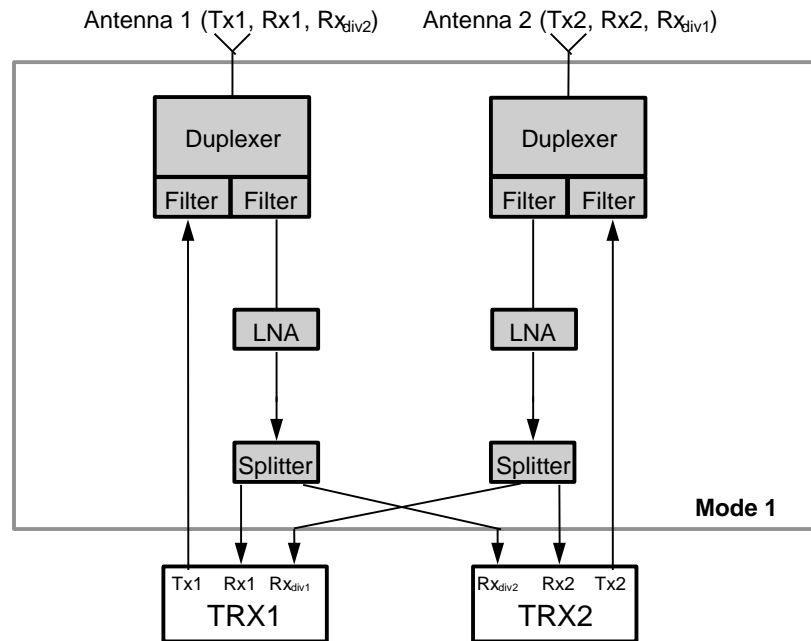 Antenna 1 (Tx1, Rx1, Rxdiv2)
Antenna 2 (Tx2, Rx2, Rxdiv1)
Duplexer
Duplexer
Filter
Filter
Filter
Filter
LNA
LNA
Splitter
Splitter
Mode 1
Tx1 Rx1 Rxdiv1
Rxdiv2 Rx2 Tx2
TRX1
TRX2